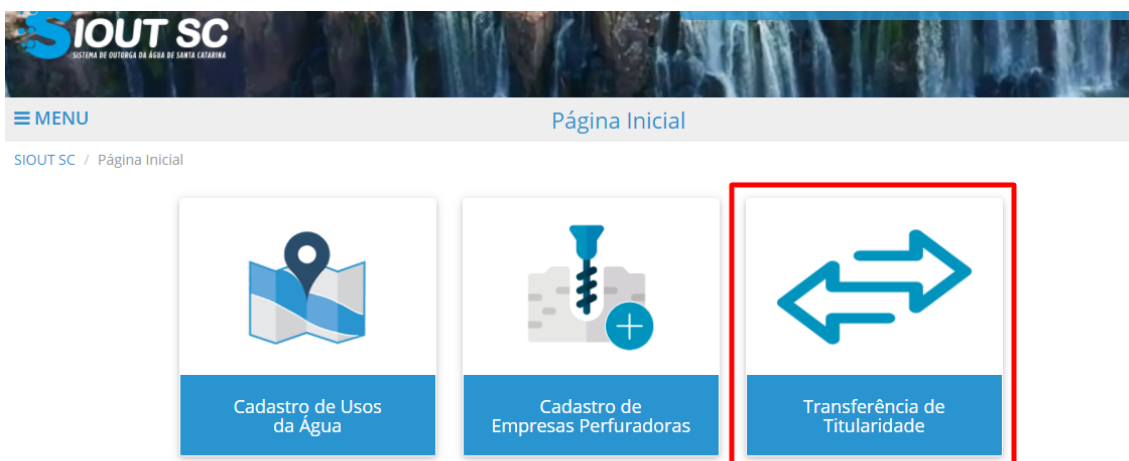 SIOUT SC
SISTEMA DE OUTORGA DA ÁGUA DE SANTA CATARINA
MENU
Página Inicial
SIOUT SC / Página Inicial
Cadastro de Usos
da Água
Cadastro de
Empresas Perfuradoras
Transferência de
Titularidade